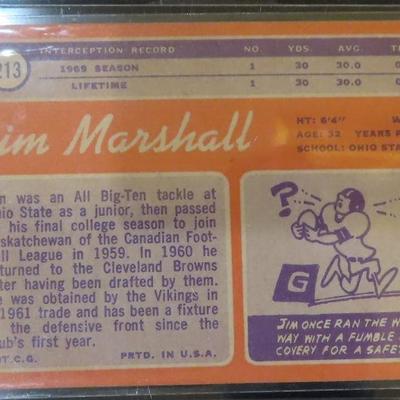 213
INTERCEPTION RECORD NO. YDS. AVG. T
1969 SEASON 1 30 30.0 0
LIFETIME 1 30 30.0 0
im Marshall
HT: 6'4" W
AGE: 32 YEARS P
SCHOOL: OHIO STA
m was an All Big-Ten tackle at
hio State as a junior, then passed
his final college season to join
skatchewan of the Canadian Foot-
ll League in 1959. In 1960 he
turned to the Cleveland Browns
ter having been drafted by them.
e was obtained by the Vikings in
1961 trade and has been a fixture
the defensive front since the
ub's first year.
T.C.G. PRTD. IN U.S.A.
?
G
JIM ONCE RAN THE W
WAY WITH A FUMBLE
COVERY FOR A SAFET